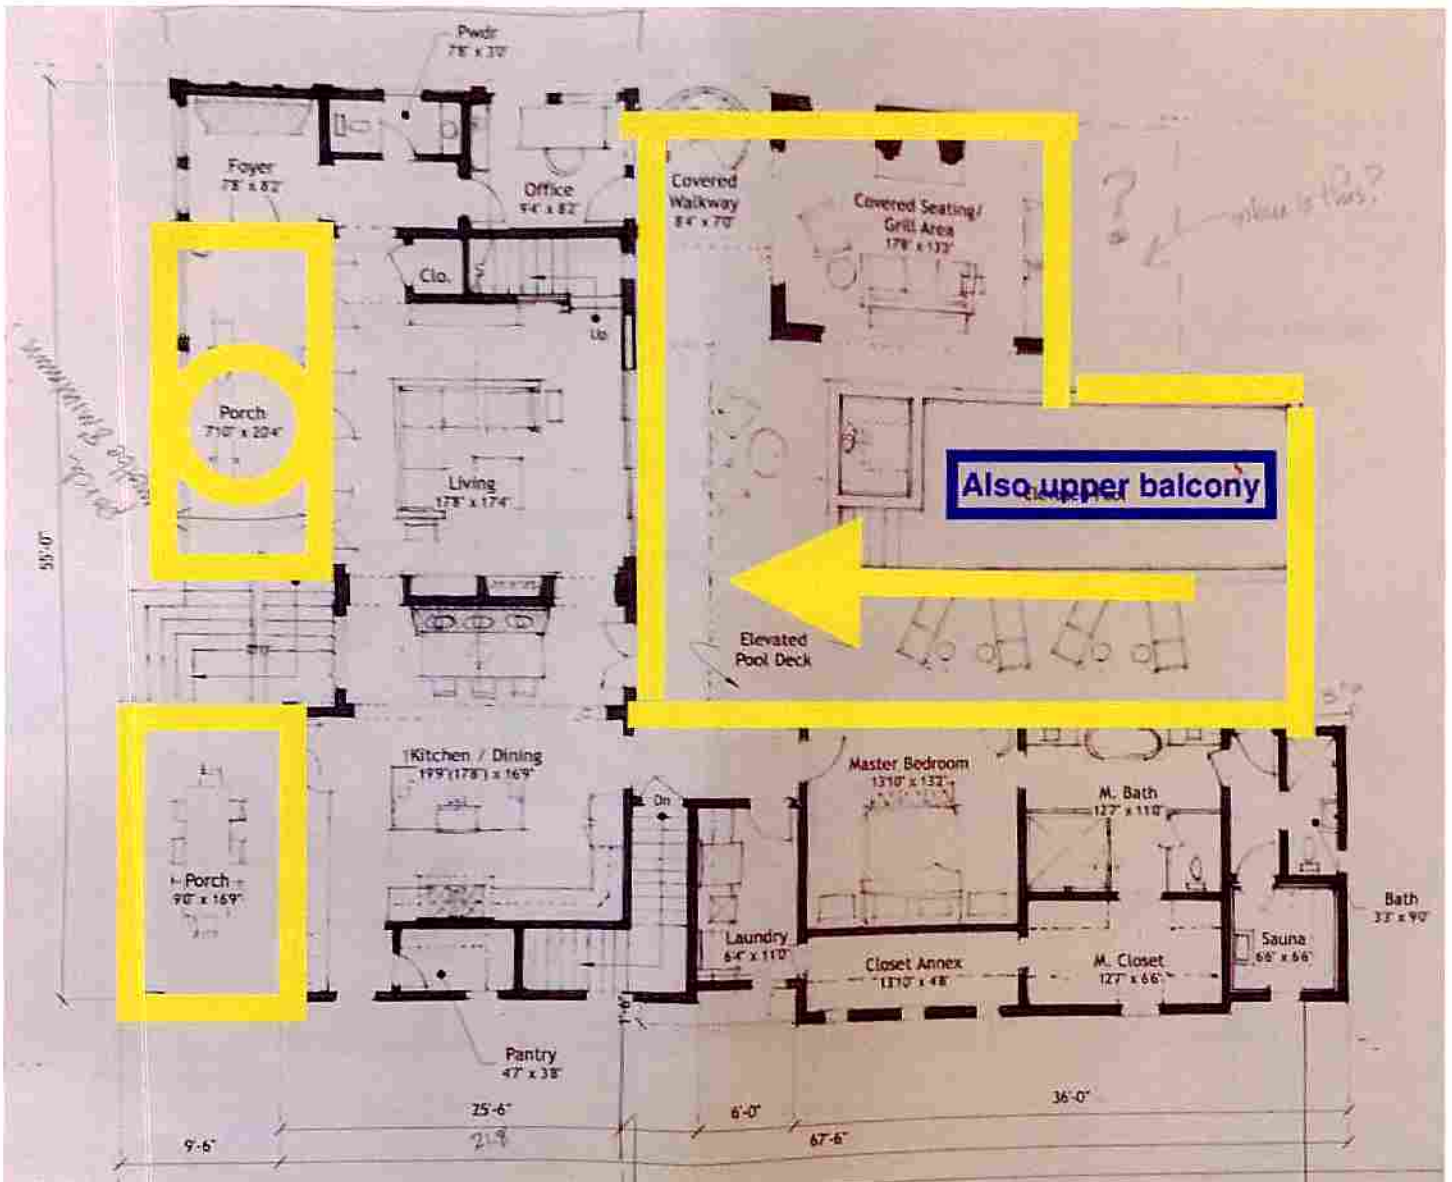 Pwdr
7'8" x 3'0"
Foyer
7'8" x 8'2"
Office
9'4" x 8'2"
Covered
Walkway
8'4" x 7'0"
Covered Seating/
Grill Area
17'8" x 13'3"
?
Clo.
Up
Porch
7'10" x 20'4"
Living
17'8" x 17'4"
Also upper balcony
55'-0"
Elevated
Pool Deck
Kitchen / Dining
19'9" (17'8") x 16'9"
Dn
Master Bedroom
13'10" x 13'2"
M. Bath
12'7" x 11'0"
Porch
9'0" x 16'9"
Laundry
6'4" x 11'0"
Closet Annex
13'10" x 4'8"
M. Closet
12'7" x 6'6"
Sauna
6'6" x 6'6"
Bath
3'3" x 9'0"
1'-6"
Pantry
4'7" x 3'8"
25'-6"
21.8
6'-0"
36'-0"
9'-6"
67'-6"